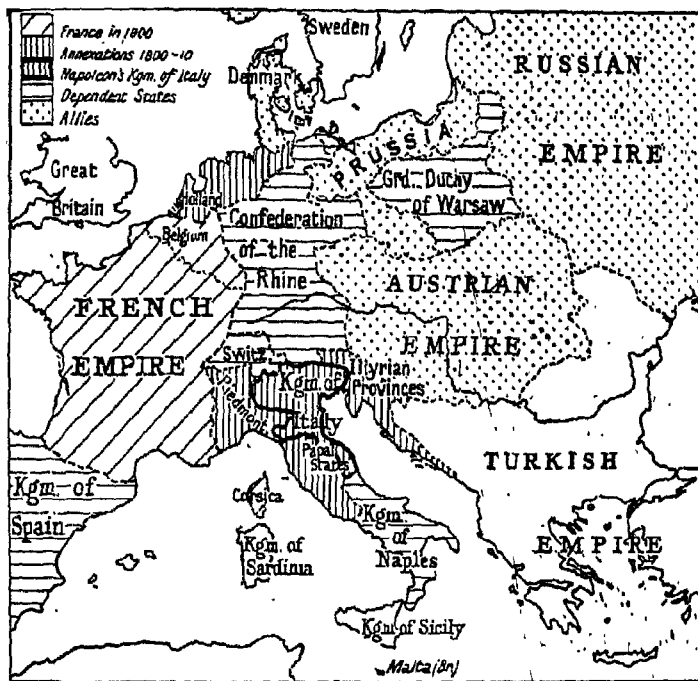 France in 1800
Annexations 1800-10
Napoleon's Kgm. of Italy
Dependent States
Allies
Sweden
Denmark
RUSSIAN
EMPIRE
PRUSSIA
Great
Britain
Holland
Belgium
Grd. Duchy
of Warsaw
Confederation
of the
Rhine
FRENCH
EMPIRE
AUSTRIAN
EMPIRE
Switz.
Piedmont
Kgm. of
Italy
Illyrian
Provinces
Papal
States
Kgm. of
Spain
Corsica
Kgm. of
Sardinia
Kgm.
of
Naples
TURKISH
EMPIRE
Kgm of Sicily
Malta (Br)